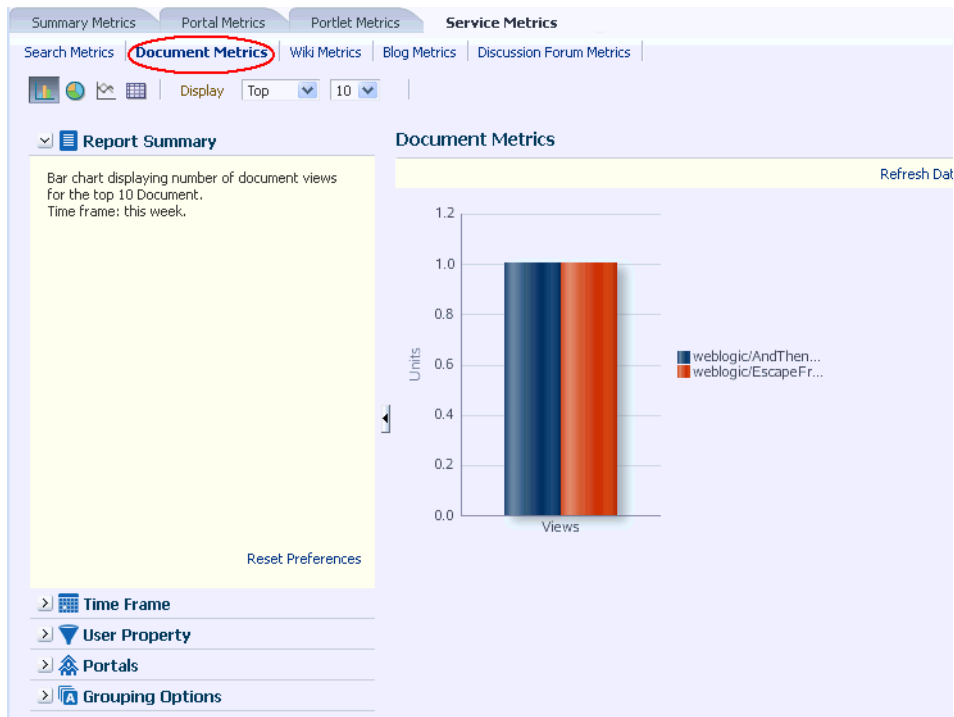 Summary Metrics Portal Metrics Portlet Metrics Service Metrics
Search Metrics Document Metrics Wiki Metrics Blog Metrics Discussion Forum Metrics
Display Top 10
Report Summary
Bar chart displaying number of document views
for the top 10 Document.
Time frame: this week.
Reset Preferences
Time Frame
User Property
Portals
Grouping Options
Document Metrics
Refresh Dat
1.2
1.0
0.8
0.6
0.4
0.2
0.0
Units
Views
weblogic/AndThen...
weblogic/EscapeFr...